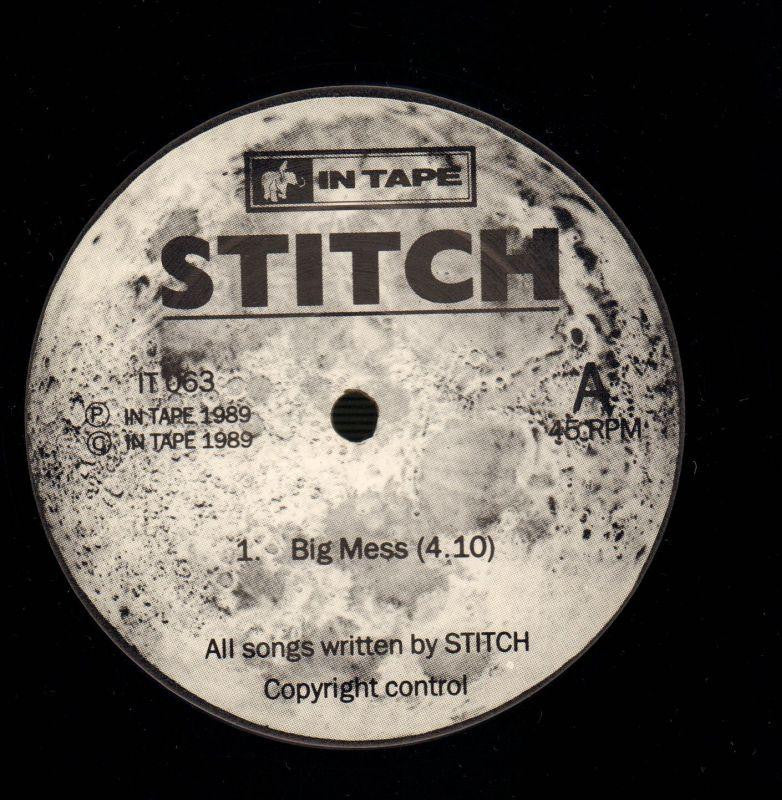 IN TAPE
STITCH
IT 063
A
Ⓟ IN TAPE 1989
© IN TAPE 1989
45 RPM
1. Big Mess (4.10)
All songs written by STITCH
Copyright control